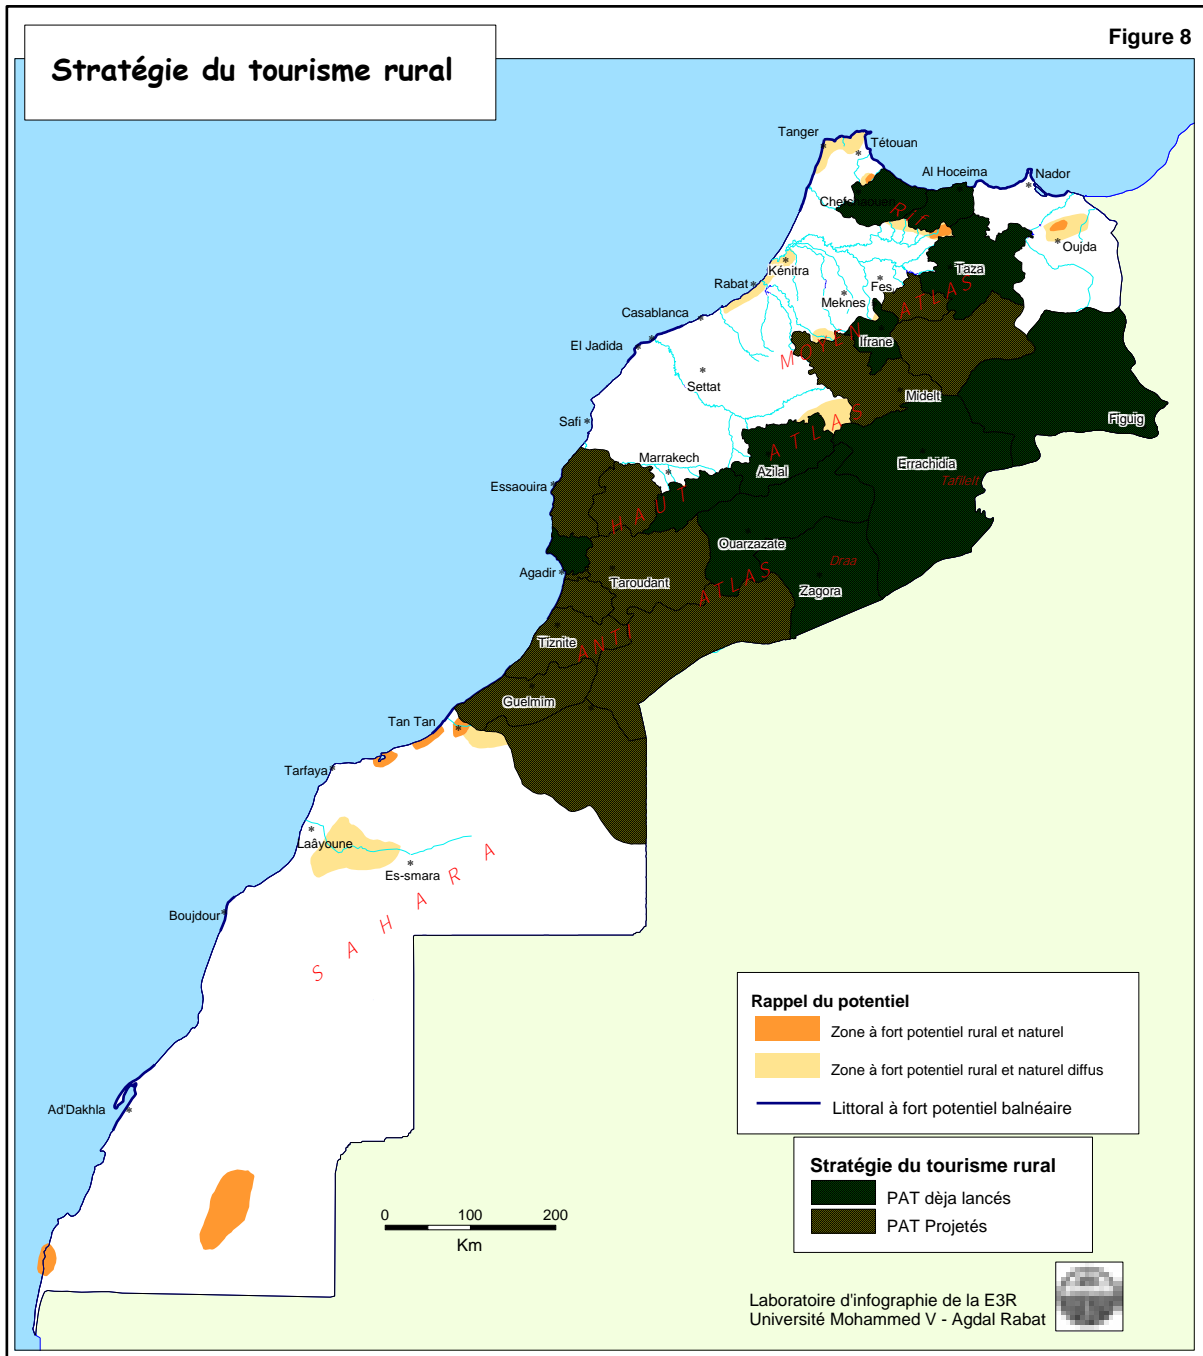 Figure 8
Stratégie du tourisme rural
Tanger
Tétouan
Al Hoceima
Nador
Chefchaouen
Rif
Oujda
Kénitra
Taza
Rabat
Fes
Meknes
Casablanca
Ifrane
El Jadida
MOYEN ATLAS
Settat
Midelt
Safi
Figuig
Marrakech
Azilal
Errachidia
Essaouira
Tafilelt
HAUT ATLAS
Ouarzazate
Agadir
Taroudant
Draa
Zagora
ANTI ATLAS
Tiznite
Guelmim
Tan Tan
Tarfaya
Laâyoune
Es-smara
SAHARA
Boujdour
Ad'Dakhla
Rappel du potentiel
Zone à fort potentiel rural et naturel
Zone à fort potentiel rural et naturel diffus
Littoral à fort potentiel balnéaire
Stratégie du tourisme rural
PAT dèja lancés
PAT Projetés
0 100 200
Km
Laboratoire d'infographie de la E3R
Université Mohammed V - Agdal Rabat